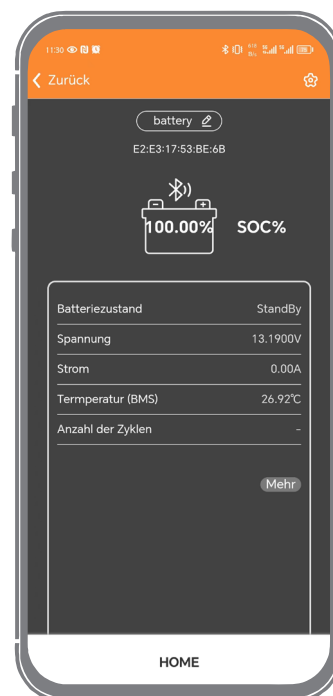 11:30
Zurück
battery
E2:E3:17:53:BE:6B
100.00% SOC%
Batteriezustand StandBy
Spannung 13.1900V
Strom 0.00A
Termperatur (BMS) 26.92℃
Anzahl der Zyklen –
Mehr
HOME